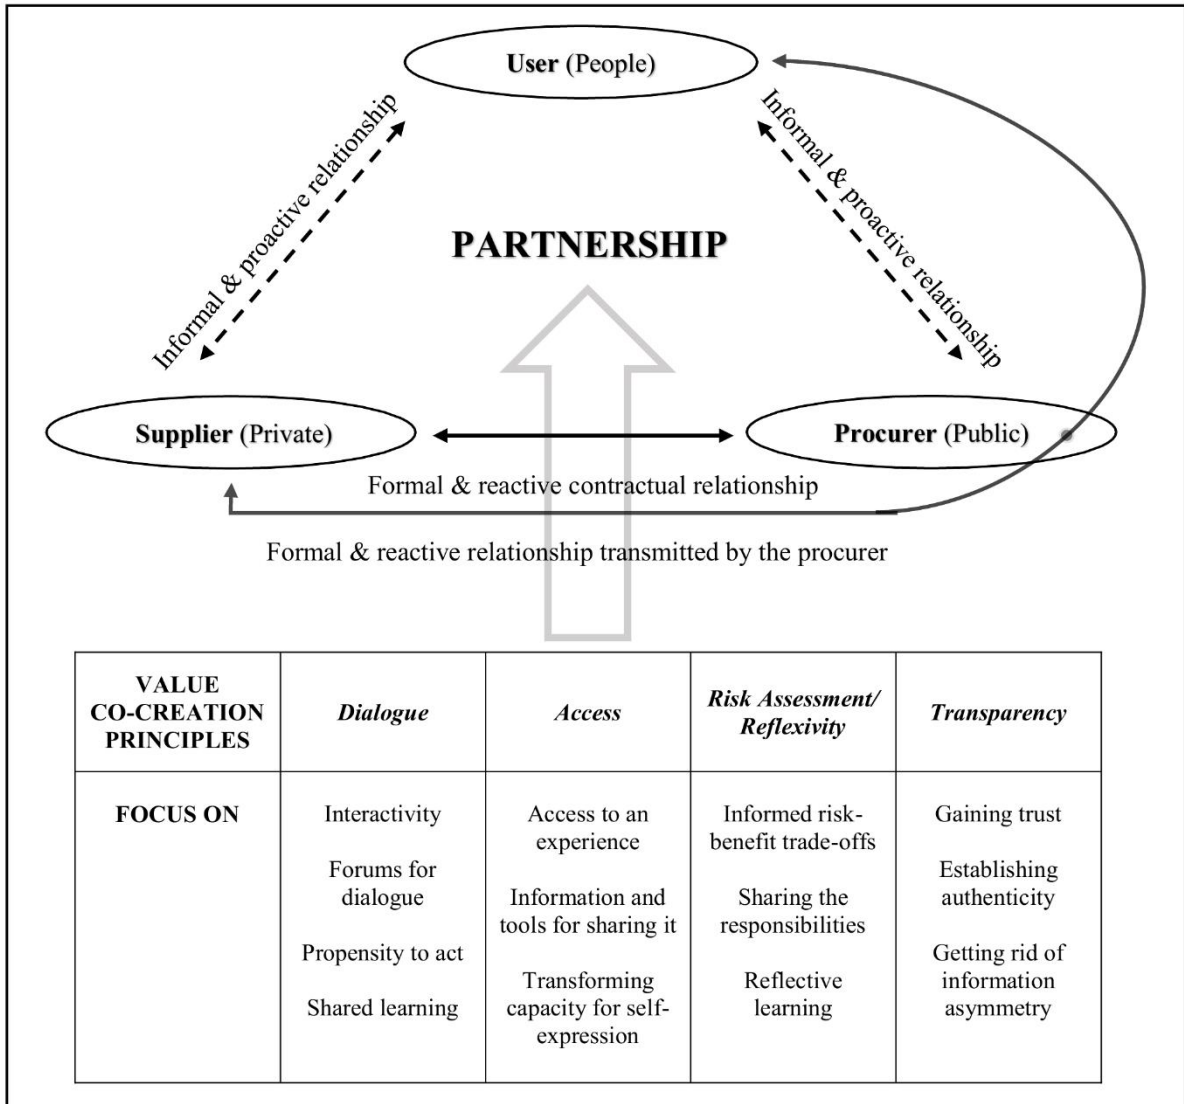 User (People)
Informal & proactive relationship
Informal & proactive relationship
PARTNERSHIP
Supplier (Private)
Procurer (Public)
Formal & reactive contractual relationship
Formal & reactive relationship transmitted by the procurer
VALUE
CO-CREATION
PRINCIPLES
Dialogue
Access
Risk Assessment/
Reflexivity
Transparency
FOCUS ON
Interactivity
Forums for
dialogue
Propensity to act
Shared learning
Access to an
experience
Information and
tools for sharing it
Transforming
capacity for self-
expression
Informed risk-
benefit trade-offs
Sharing the
responsibilities
Reflective
learning
Gaining trust
Establishing
authenticity
Getting rid of
information
asymmetry